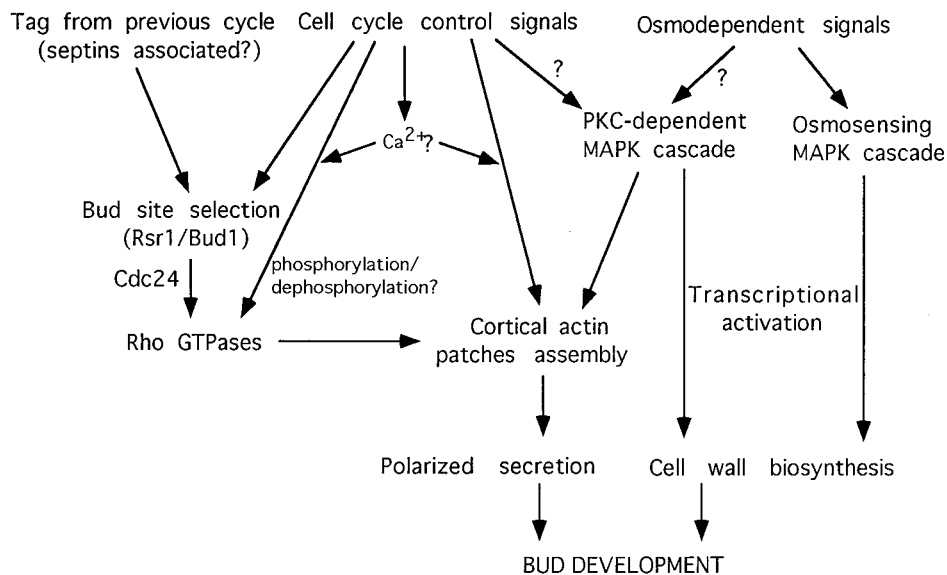 Tag from previous cycle
(septins associated?)
Cell cycle control signals
Osmodependent signals
?
?
Ca2+?
PKC-dependent
MAPK cascade
Osmosensing
MAPK cascade
Bud site selection
(Rsr1/Bud1)
Cdc24
phosphorylation/
dephosphorylation?
Rho GTPases
Cortical actin
patches assembly
Transcriptional
activation
Polarized secretion
Cell wall biosynthesis
BUD DEVELOPMENT